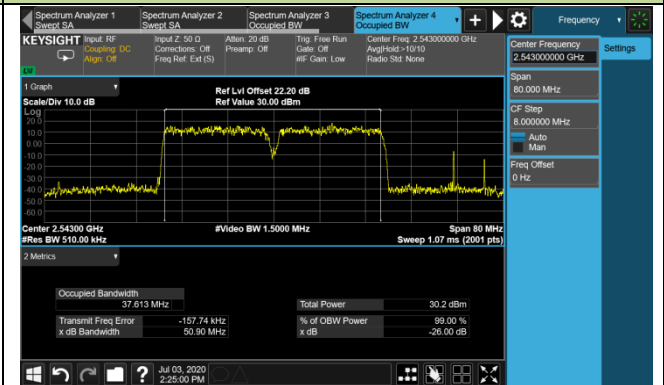 Spectrum Analyzer 1 Spectrum Analyzer 2 Spectrum Analyzer 3 Spectrum Analyzer 4 Frequency
Swept SA Swept SA Occupied BW Occupied BW
KEYSIGHT Input: RF Input Z: 50 Ω Atten: 20 dB Trig: Free Run Center Freq: 2.543000000 GHz
Coupling: DC Corrections: Off Preamp: Off Gate: Off Avg|Hold:>10/10
Align: Off Freq Ref: Ext (S) #IF Gain: Low Radio Std: None
LVI
Center Frequency Settings
2.543000000 GHz
Span
80.000 MHz
CF Step
8.000000 MHz
Auto
Man
Freq Offset
0 Hz
1 Graph Ref Lvl Offset 22.20 dB
Scale/Div 10.0 dB Ref Value 30.00 dBm
Log
20.0
10.0
0.00
-10.0
-20.0
-30.0
-40.0
-50.0
-60.0
Center 2.54300 GHz #Video BW 1.5000 MHz Span 80 MHz
#Res BW 510.00 kHz Sweep 1.07 ms (2001 pts)
2 Metrics
Occupied Bandwidth
37.613 MHz Total Power 30.2 dBm
Transmit Freq Error -157.74 kHz % of OBW Power 99.00 %
x dB Bandwidth 50.90 MHz x dB -26.00 dB
Jul 03, 2020
2:25:00 PM